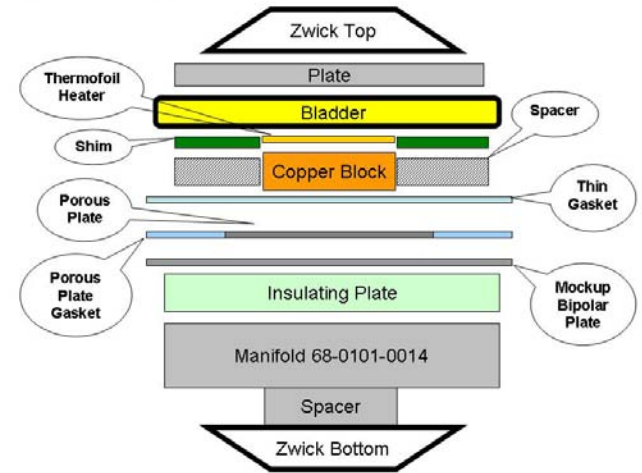 Zwick Top
Plate
Thermofoil
Heater
Bladder
Spacer
Shim
Copper Block
Thin
Gasket
Porous
Plate
Porous
Plate
Gasket
Insulating Plate
Mockup
Bipolar
Plate
Manifold 68-0101-0014
Spacer
Zwick Bottom